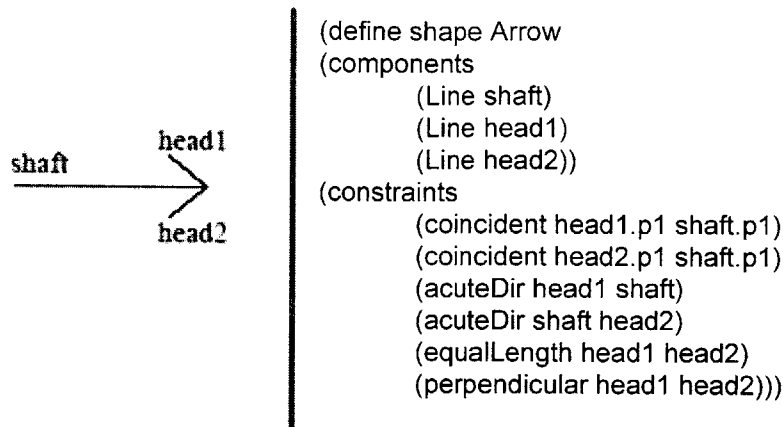 head1
shaft
head2
(define shape Arrow
(components
(Line shaft)
(Line head1)
(Line head2))
(constraints
(coincident head1.p1 shaft.p1)
(coincident head2.p1 shaft.p1)
(acuteDir head1 shaft)
(acuteDir shaft head2)
(equalLength head1 head2)
(perpendicular head1 head2)))